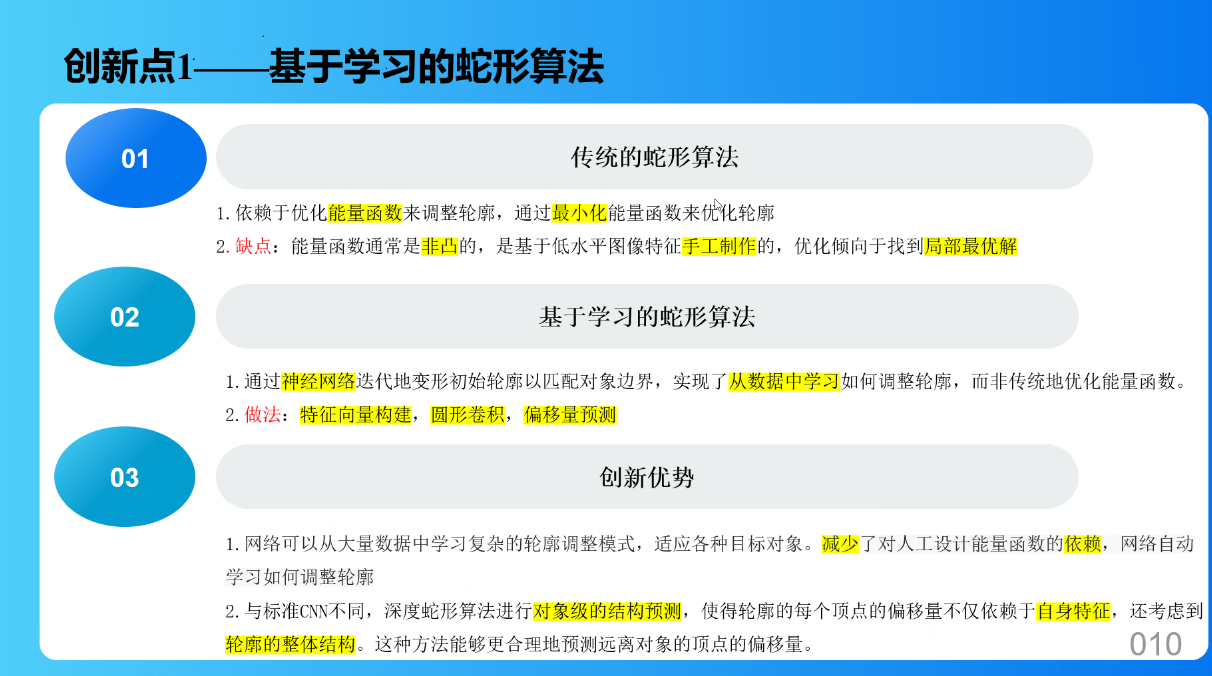 创新点1——基于学习的蛇形算法
01
传统的蛇形算法
1.依赖于优化能量函数来调整轮廓，通过最小化能量函数来优化轮廓
2.缺点：能量函数通常是非凸的，是基于低水平图像特征手工制作的，优化倾向于找到局部最优解
02
基于学习的蛇形算法
1.通过神经网络迭代地变形初始轮廓以匹配对象边界，实现了从数据中学习如何调整轮廓，而非传统地优化能量函数。
2.做法：特征向量构建，圆形卷积，偏移量预测
03
创新优势
1.网络可以从大量数据中学习复杂的轮廓调整模式，适应各种目标对象。减少了对人工设计能量函数的依赖，网络自动
学习如何调整轮廓
2.与标准CNN不同，深度蛇形算法进行对象级的结构预测，使得轮廓的每个顶点的偏移量不仅依赖于自身特征，还考虑到
轮廓的整体结构。这种方法能够更合理地预测远离对象的顶点的偏移量。
010